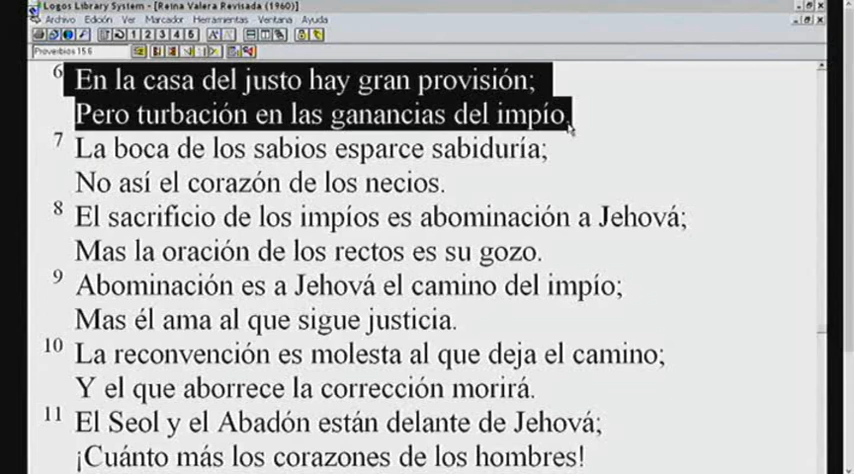 Logos Library System - [Reina Valera Revisada (1960)]
Archivo Edición Ver Marcador Herramientas Ventana Ayuda
1 2 3 4 5
Proverbios 15.6
6 En la casa del justo hay gran provisión;
Pero turbación en las ganancias del impío.
7 La boca de los sabios esparce sabiduría;
No así el corazón de los necios.
8 El sacrificio de los impíos es abominación a Jehová;
Mas la oración de los rectos es su gozo.
9 Abominación es a Jehová el camino del impío;
Mas él ama al que sigue justicia.
10 La reconvención es molesta al que deja el camino;
Y el que aborrece la corrección morirá.
11 El Seol y el Abadón están delante de Jehová;
¡Cuánto más los corazones de los hombres!